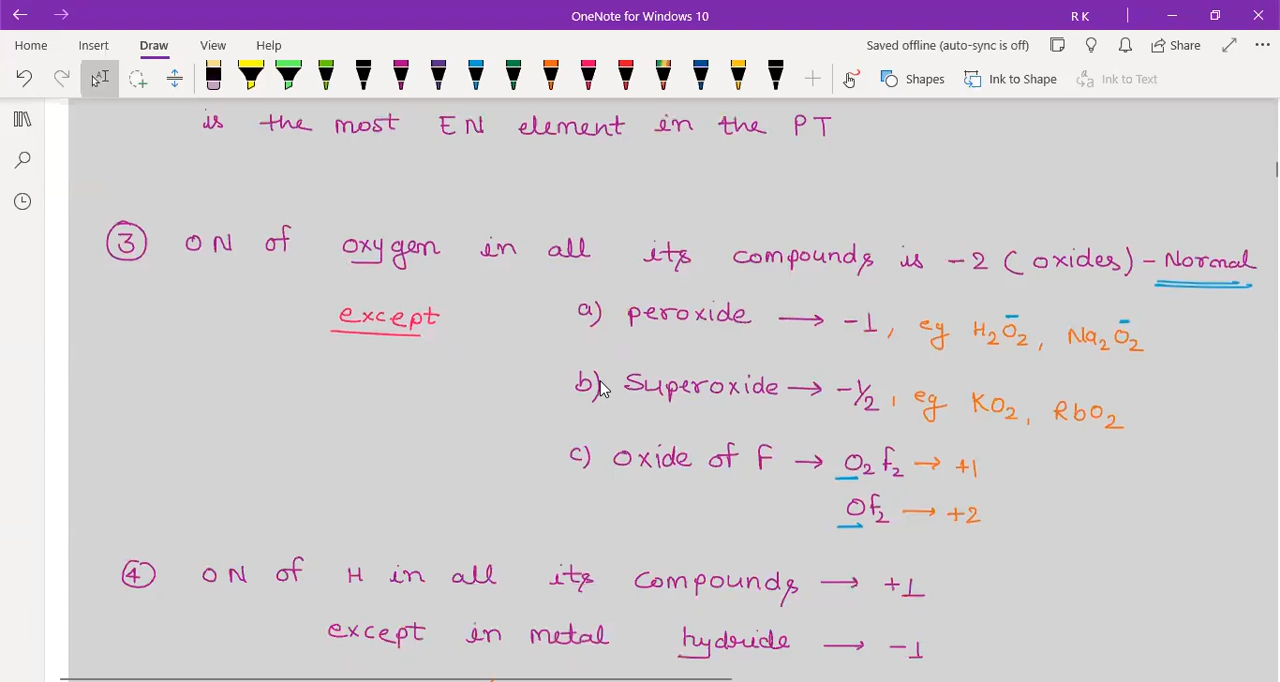 OneNote for Windows 10
R K
Home Insert Draw View Help
Saved offline (auto-sync is off) Share
Shapes Ink to Shape Ink to Text
is the most EN element in the PT
3 ON of oxygen in all its compounds is -2 (oxides) - Normal
except a) peroxide → -1, eg H₂O₂⁻, Na₂O₂⁻
b) Superoxide → -1/2, eg KO₂, RbO₂
c) Oxide of F → O₂f₂ → +1
Of₂ → +2
4 ON of H in all its compounds → +1
except in metal hydride → -1